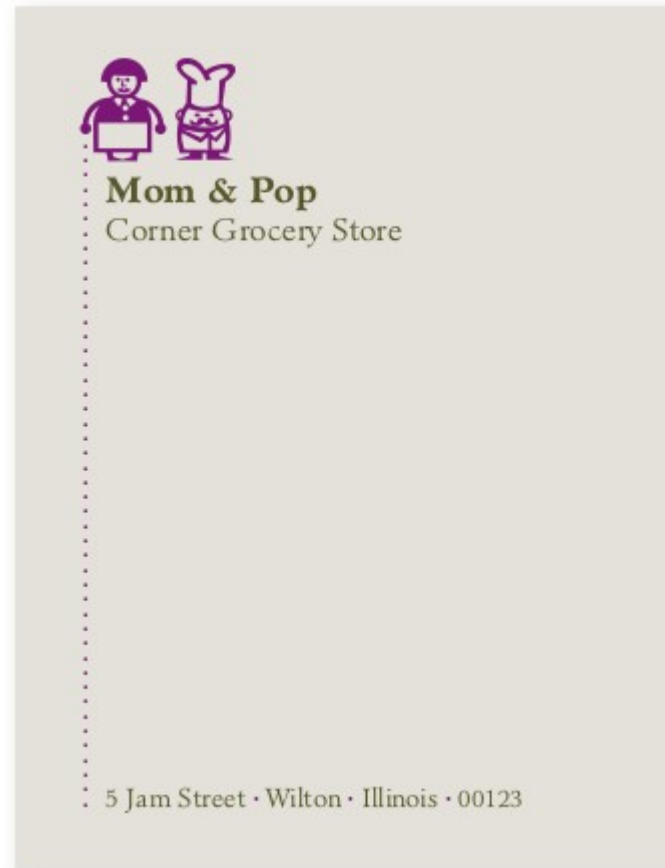 Mom & Pop
Corner Grocery Store
5 Jam Street · Wilton · Illinois · 00123